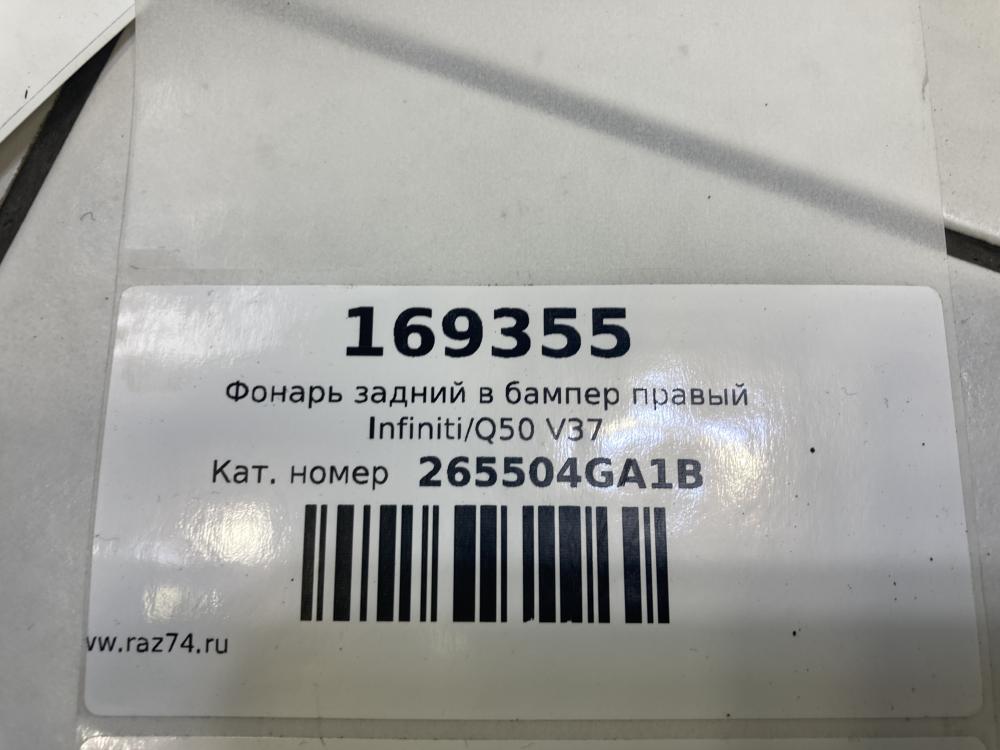 169355
Фонарь задний в бампер правый
Infiniti/Q50 V37
Кат. номер 265504GA1B
vw.raz74.ru